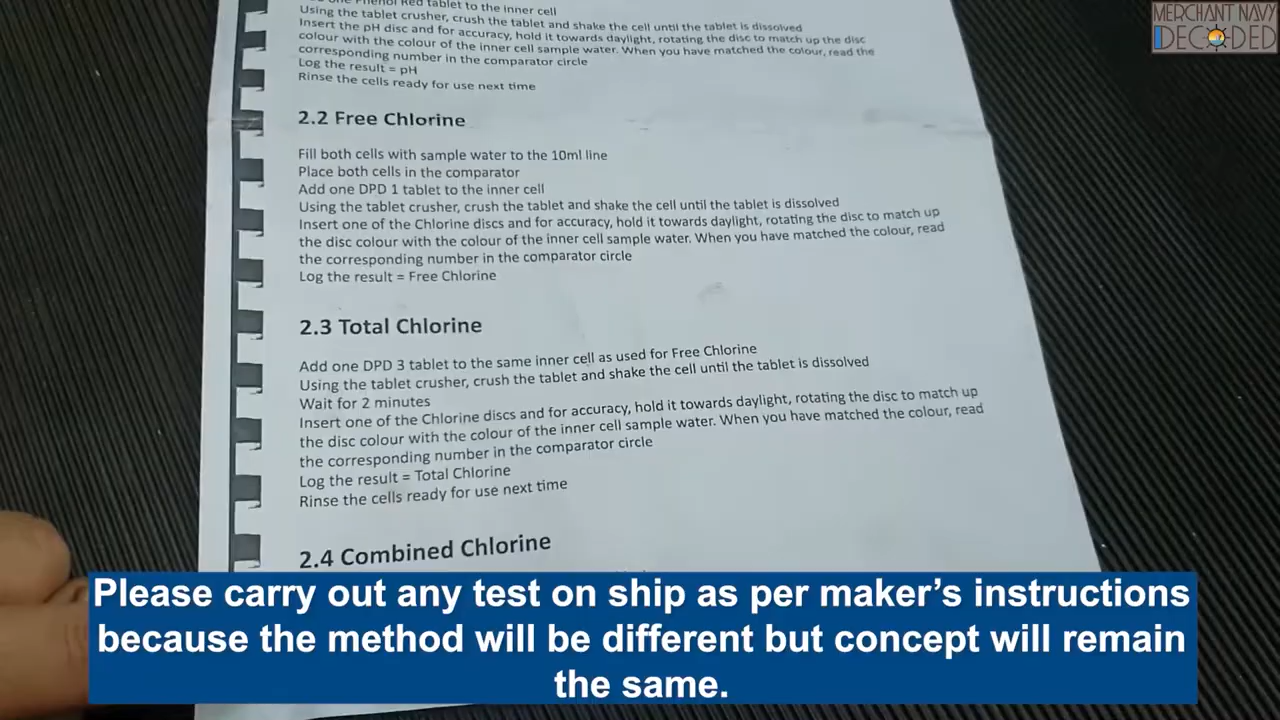 MERCHANT NAVY
DECODED
Phenol Red tablet to the inner cell
Using the tablet crusher, crush the tablet and shake the cell until the tablet is dissolved
Insert the pH disc and for accuracy, hold it towards daylight, rotating the disc to match up the disc
colour with the colour of the inner cell sample water. When you have matched the colour, read the
corresponding number in the comparator circle
Log the result = pH
Rinse the cells ready for use next time
2.2 Free Chlorine
Fill both cells with sample water to the 10ml line
Place both cells in the comparator
Add one DPD 1 tablet to the inner cell
Using the tablet crusher, crush the tablet and shake the cell until the tablet is dissolved
Insert one of the Chlorine discs and for accuracy, hold it towards daylight, rotating the disc to match up
the disc colour with the colour of the inner cell sample water. When you have matched the colour, read
the corresponding number in the comparator circle
Log the result = Free Chlorine
2.3 Total Chlorine
Add one DPD 3 tablet to the same inner cell as used for Free Chlorine
Using the tablet crusher, crush the tablet and shake the cell until the tablet is dissolved
Wait for 2 minutes
Insert one of the Chlorine discs and for accuracy, hold it towards daylight, rotating the disc to match up
the disc colour with the colour of the inner cell sample water. When you have matched the colour, read
the corresponding number in the comparator circle
Log the result = Total Chlorine
Rinse the cells ready for use next time
2.4 Combined Chlorine
Please carry out any test on ship as per maker's instructions
because the method will be different but concept will remain
the same.